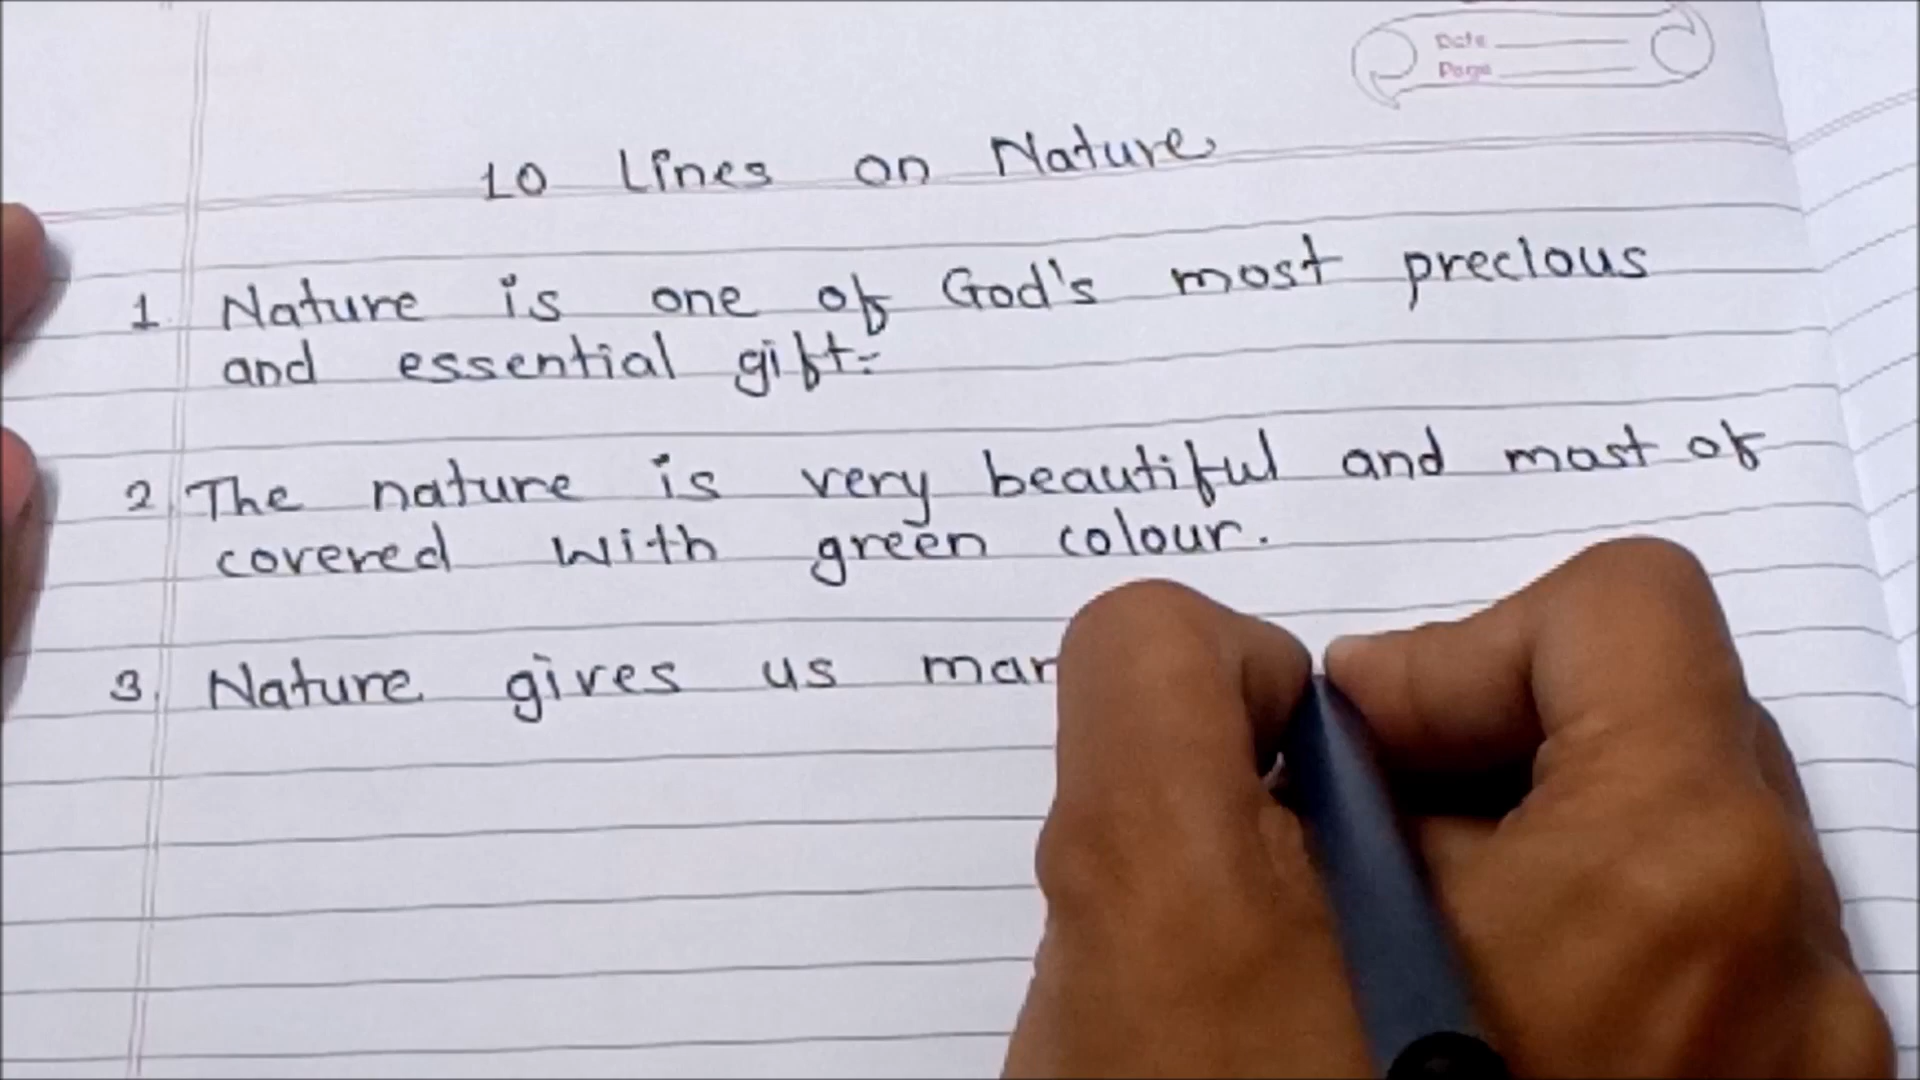 Date
Page
10 Lines on Nature
1. Nature is one of God's most precious
and essential gift.
2. The nature is very beautiful and most of
covered with green colour.
3. Nature gives us